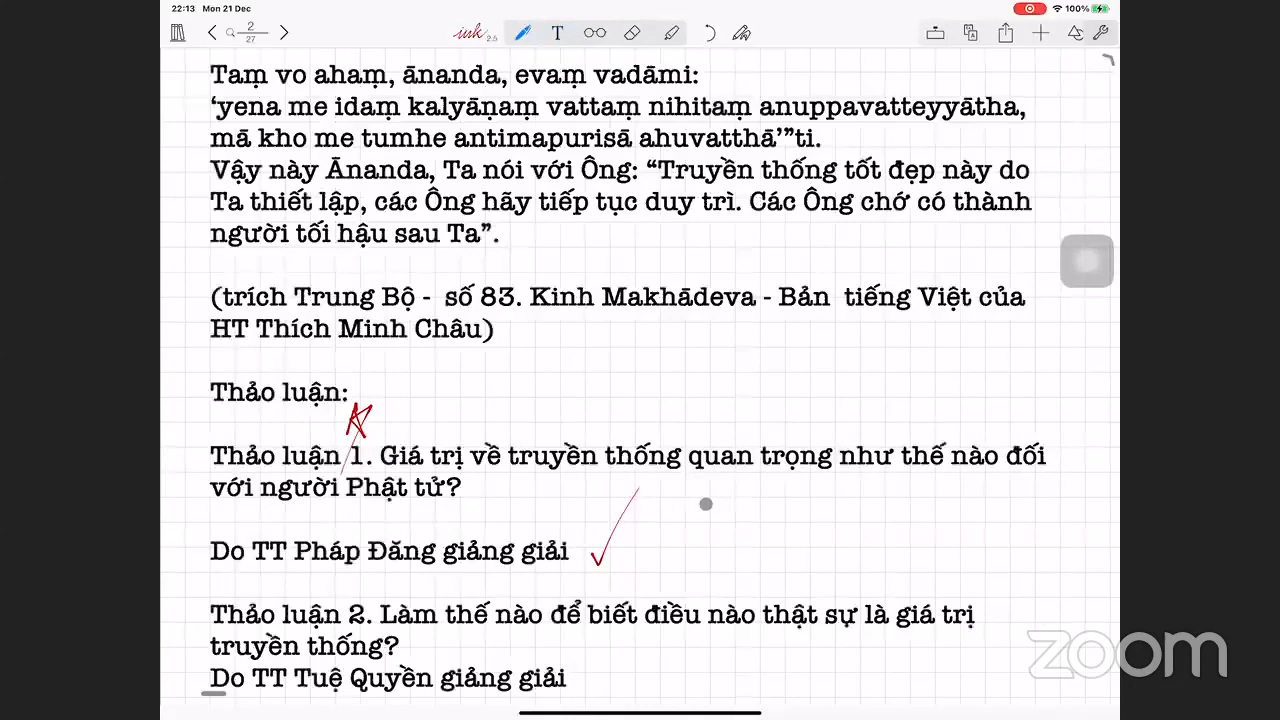 22:13 Mon 21 Dec
100%
2
27
ink 2.5
T
Taṃ vo ahaṃ, ānanda, evaṃ vadāmi:
‘yena me idaṃ kalyāṇaṃ vattaṃ nihitaṃ anuppavatteyyātha,
mā kho me tumhe antimapurisā ahuvatthā’”ti.
Vậy này Ānanda, Ta nói với Ông: “Truyền thống tốt đẹp này do
Ta thiết lập, các Ông hãy tiếp tục duy trì. Các Ông chớ có thành
người tối hậu sau Ta”.
(trích Trung Bộ - số 83. Kinh Makhādeva - Bản tiếng Việt của
HT Thích Minh Châu)
Thảo luận:
Thảo luận 1. Giá trị về truyền thống quan trọng như thế nào đối
với người Phật tử?
Do TT Pháp Đăng giảng giải
Thảo luận 2. Làm thế nào để biết điều nào thật sự là giá trị
truyền thống?
Do TT Tuệ Quyền giảng giải
zoom